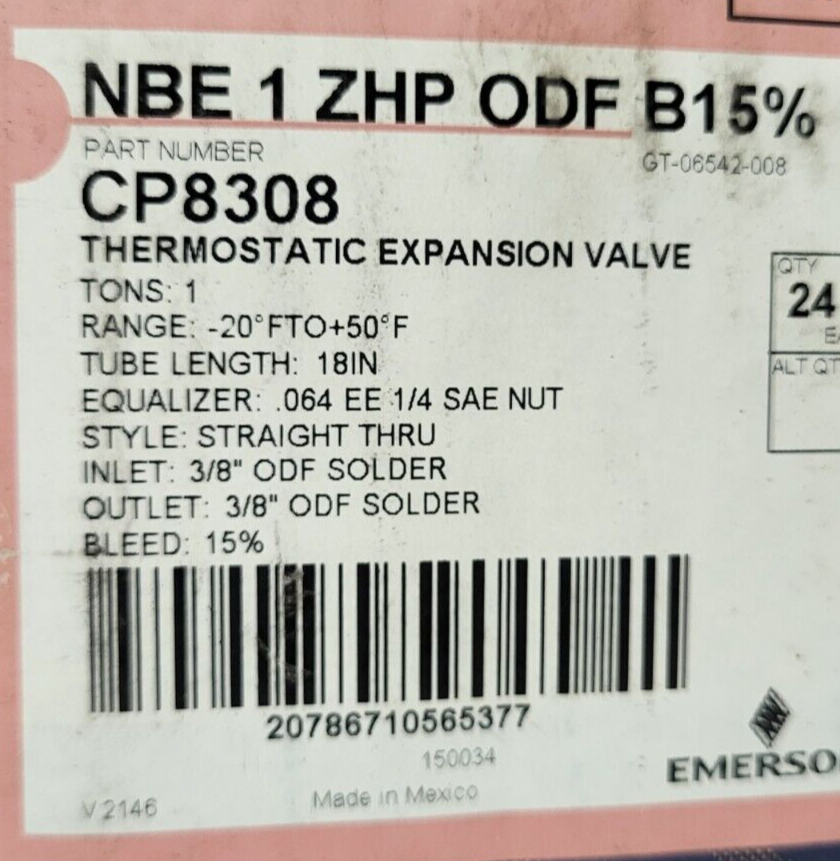 NBE 1 ZHP ODF B15%
PART NUMBER
GT-06542-008
CP8308
THERMOSTATIC EXPANSION VALVE
QTY
24
TONS: 1
RANGE: -20°FTO+50°F
TUBE LENGTH: 18IN
ALT QT
EQUALIZER: .064 EE 1/4 SAE NUT
STYLE: STRAIGHT THRU
INLET: 3/8" ODF SOLDER
OUTLET: 3/8" ODF SOLDER
BLEED: 15%
20786710565377
150034
EMERSO
Made in Mexico
V 2146